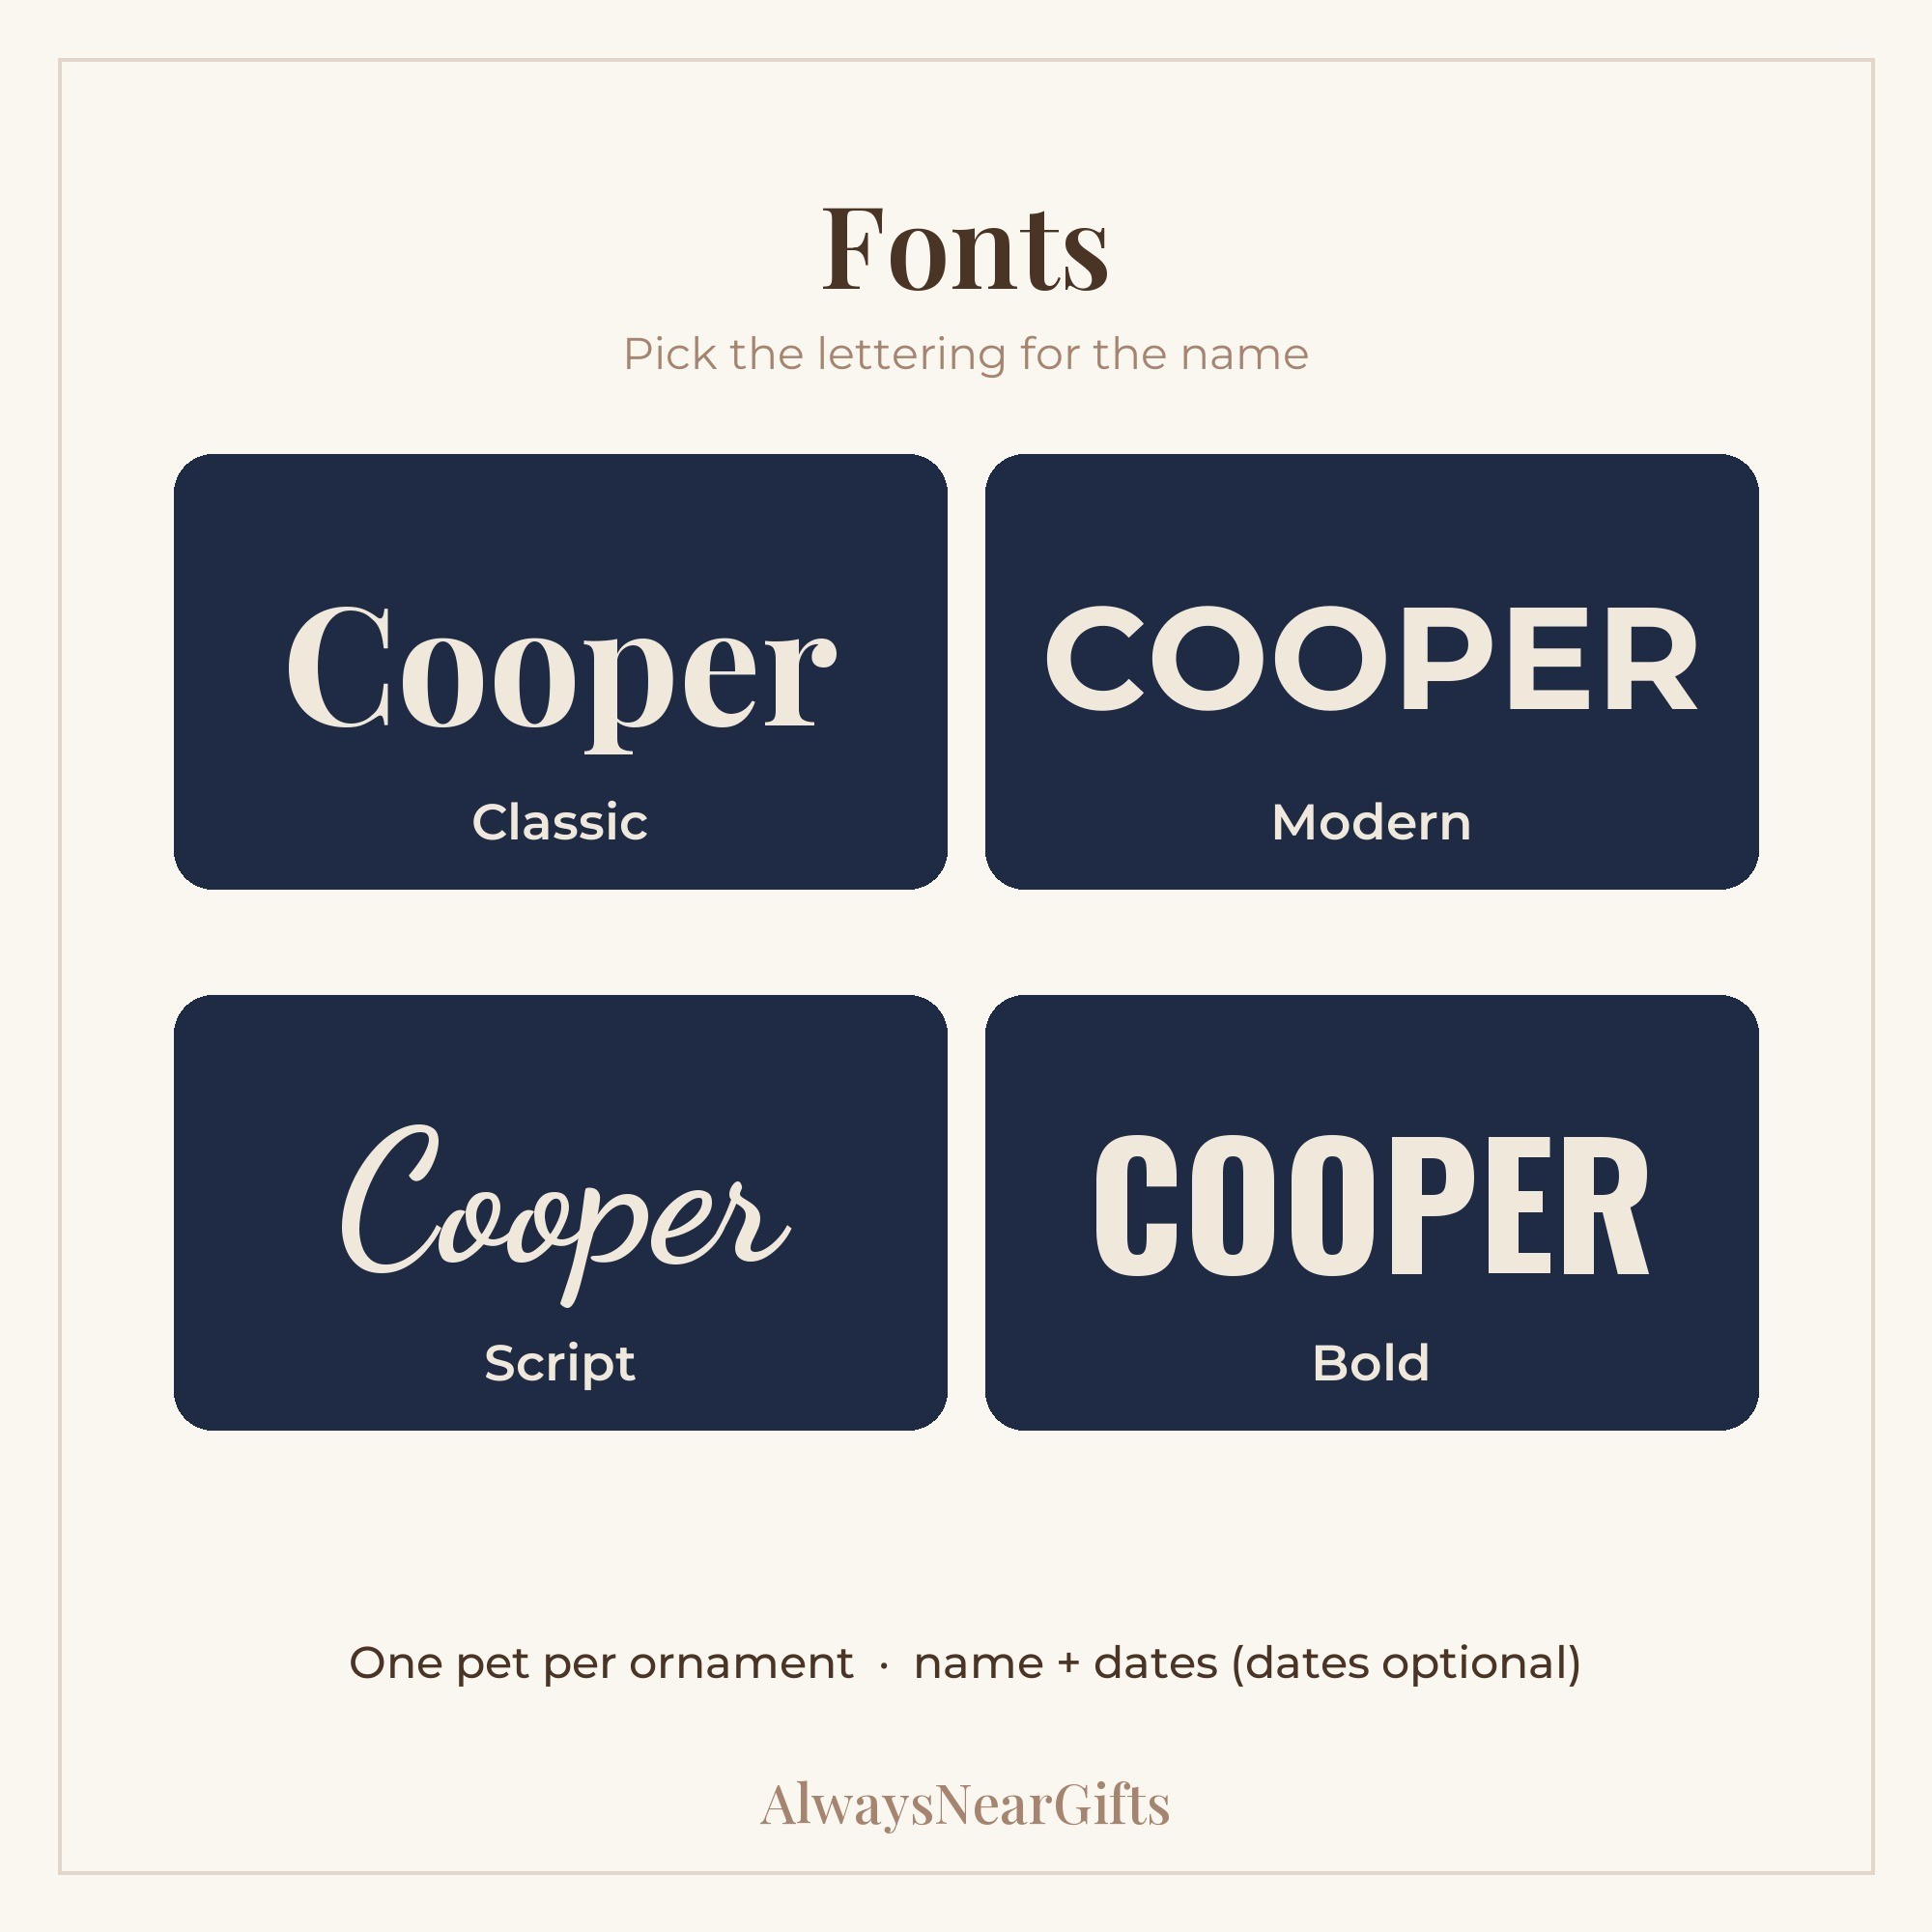 Fonts
Pick the lettering for the name
Cooper
Classic
COOPER
Modern
Cooper
Script
COOPER
Bold
One pet per ornament · name + dates (dates optional)
AlwaysNearGifts